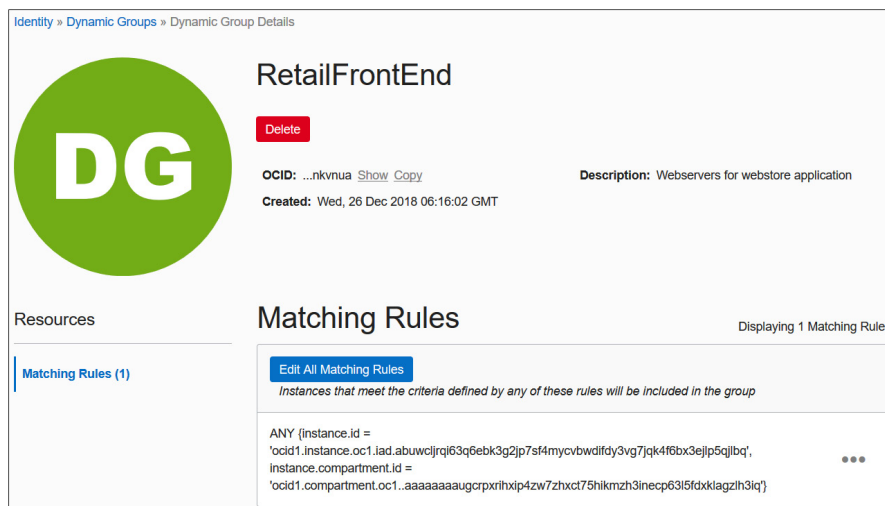 Identity » Dynamic Groups » Dynamic Group Details
DG
RetailFrontEnd
Delete
OCID: ...nkvnua Show Copy
Description: Webservers for webstore application
Created: Wed, 26 Dec 2018 06:16:02 GMT
Resources
Matching Rules (1)
Matching Rules
Displaying 1 Matching Rule
Edit All Matching Rules
Instances that meet the criteria defined by any of these rules will be included in the group
ANY {instance.id =
'ocid1.instance.oc1.iad.abuwcljrqi63q6ebk3g2jp7sf4mycvbwdifdy3vg7jqk4f6bx3ejlp5qjlbq',
instance.compartment.id =
'ocid1.compartment.oc1..aaaaaaaaugcrpxrihxip4zw7zhxct75hikmzh3inecp63l5fdxklagzlh3iq'}